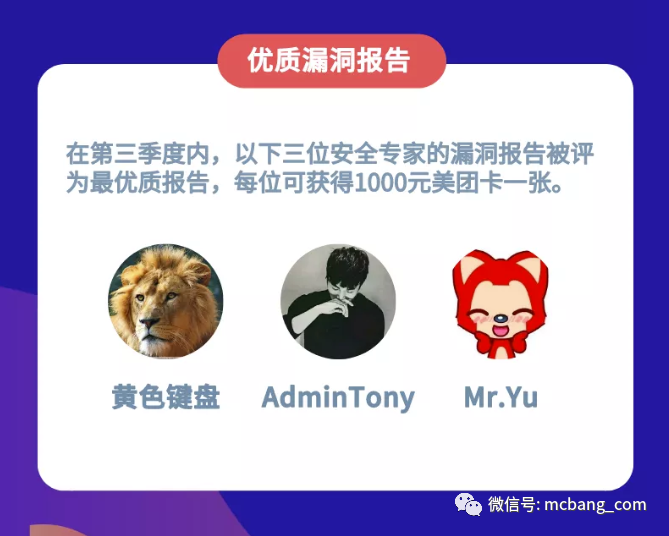 优质漏洞报告
在第三季度内，以下三位安全专家的漏洞报告被评
为最优质报告，每位可获得1000元美团卡一张。
黄色键盘 AdminTony Mr.Yu
微信号: mcbang_com